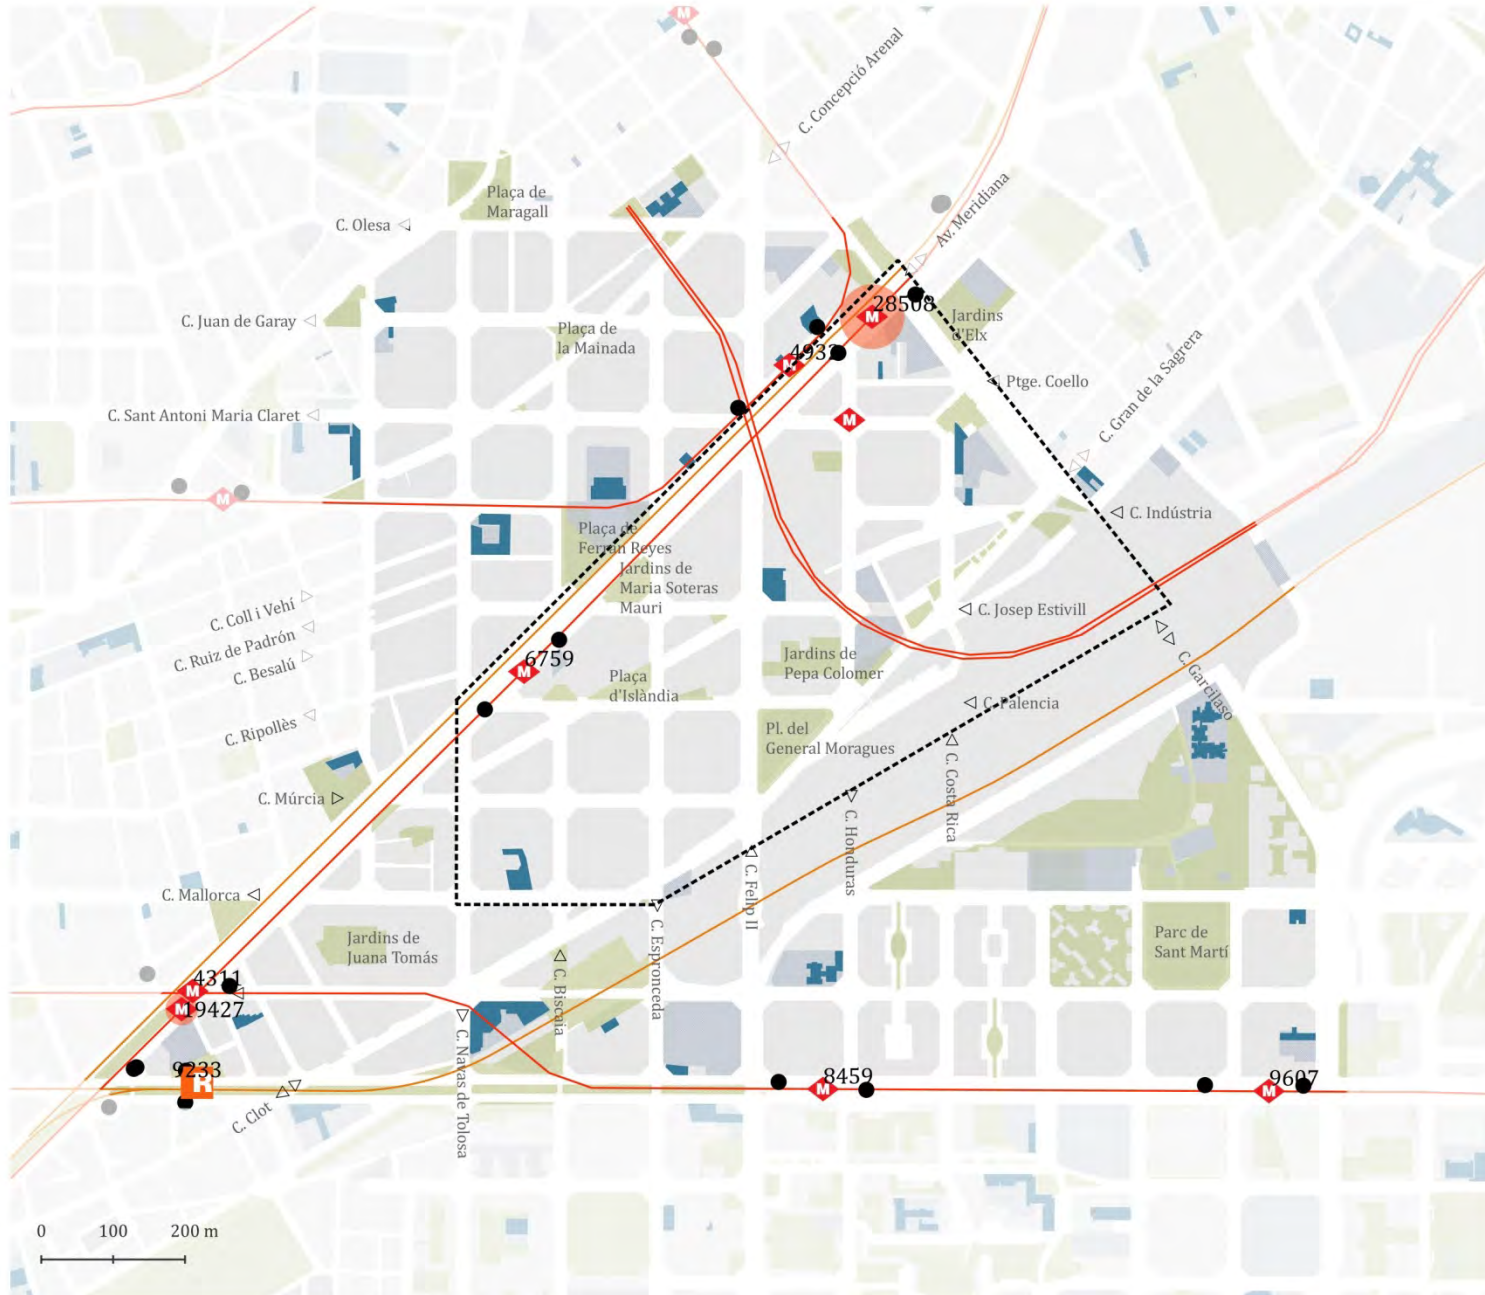 M
C. Concepció Arenal
Plaça de
Maragall
Av. Meridiana
C. Olesa
28508
M
Jardins
d'Elx
C. Juan de Garay
Plaça de
la Mainada
4933
M
C. Gran de la Sagrera
Ptge. Coello
C. Sant Antoni Maria Claret
M
M
C. Indústria
Plaça de
Ferran Reyes
Jardins de
Maria Soteras
Mauri
C. Coll i Vehí
C. Josep Estivill
C. Ruiz de Padrón
C. Besalú
6759
M
Jardins de
Pepa Colomer
Plaça
d'Islàndia
C. Garcilaso
C. Palencia
C. Ripollès
Pl. del
General Moragues
C. Costa Rica
C. Múrcia
C. Honduras
C. Mallorca
C. Felip II
Jardins de
Juana Tomás
C. Espronceda
Parc de
Sant Martí
C. Biscaia
4311
M
M
19427
C. Navas de Tolosa
9233
R
8459
M
9607
M
C. Clot
0 100 200 m